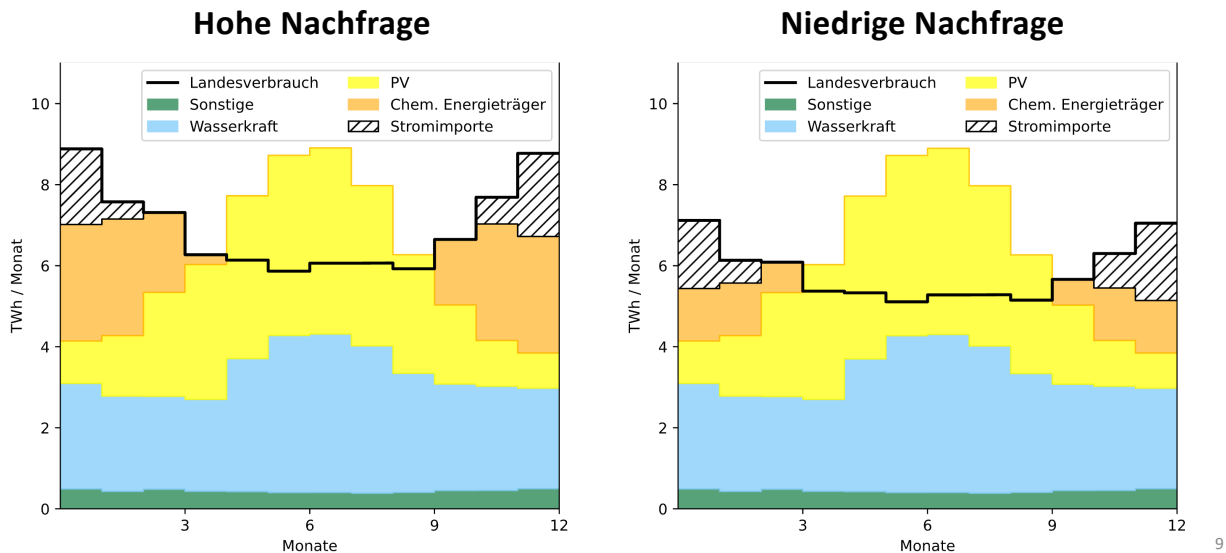 Hohe Nachfrage
Landesverbrauch
Sonstige
Wasserkraft
PV
Chem. Energieträger
Stromimporte
TWh / Monat
10
8
6
4
2
0
3
6
9
12
Monate
Niedrige Nachfrage
Landesverbrauch
Sonstige
Wasserkraft
PV
Chem. Energieträger
Stromimporte
TWh / Monat
10
8
6
4
2
0
3
6
9
12
Monate
9